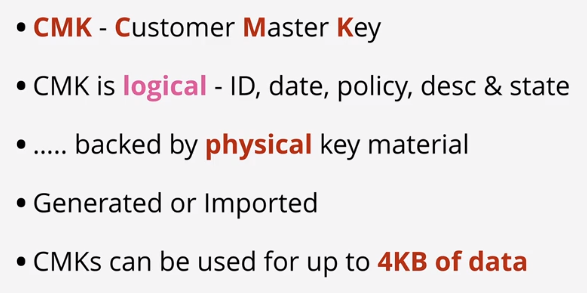 • CMK - Customer Master Key
• CMK is logical - ID, date, policy, desc & state
• ..... backed by physical key material
• Generated or Imported
• CMKs can be used for up to 4KB of data